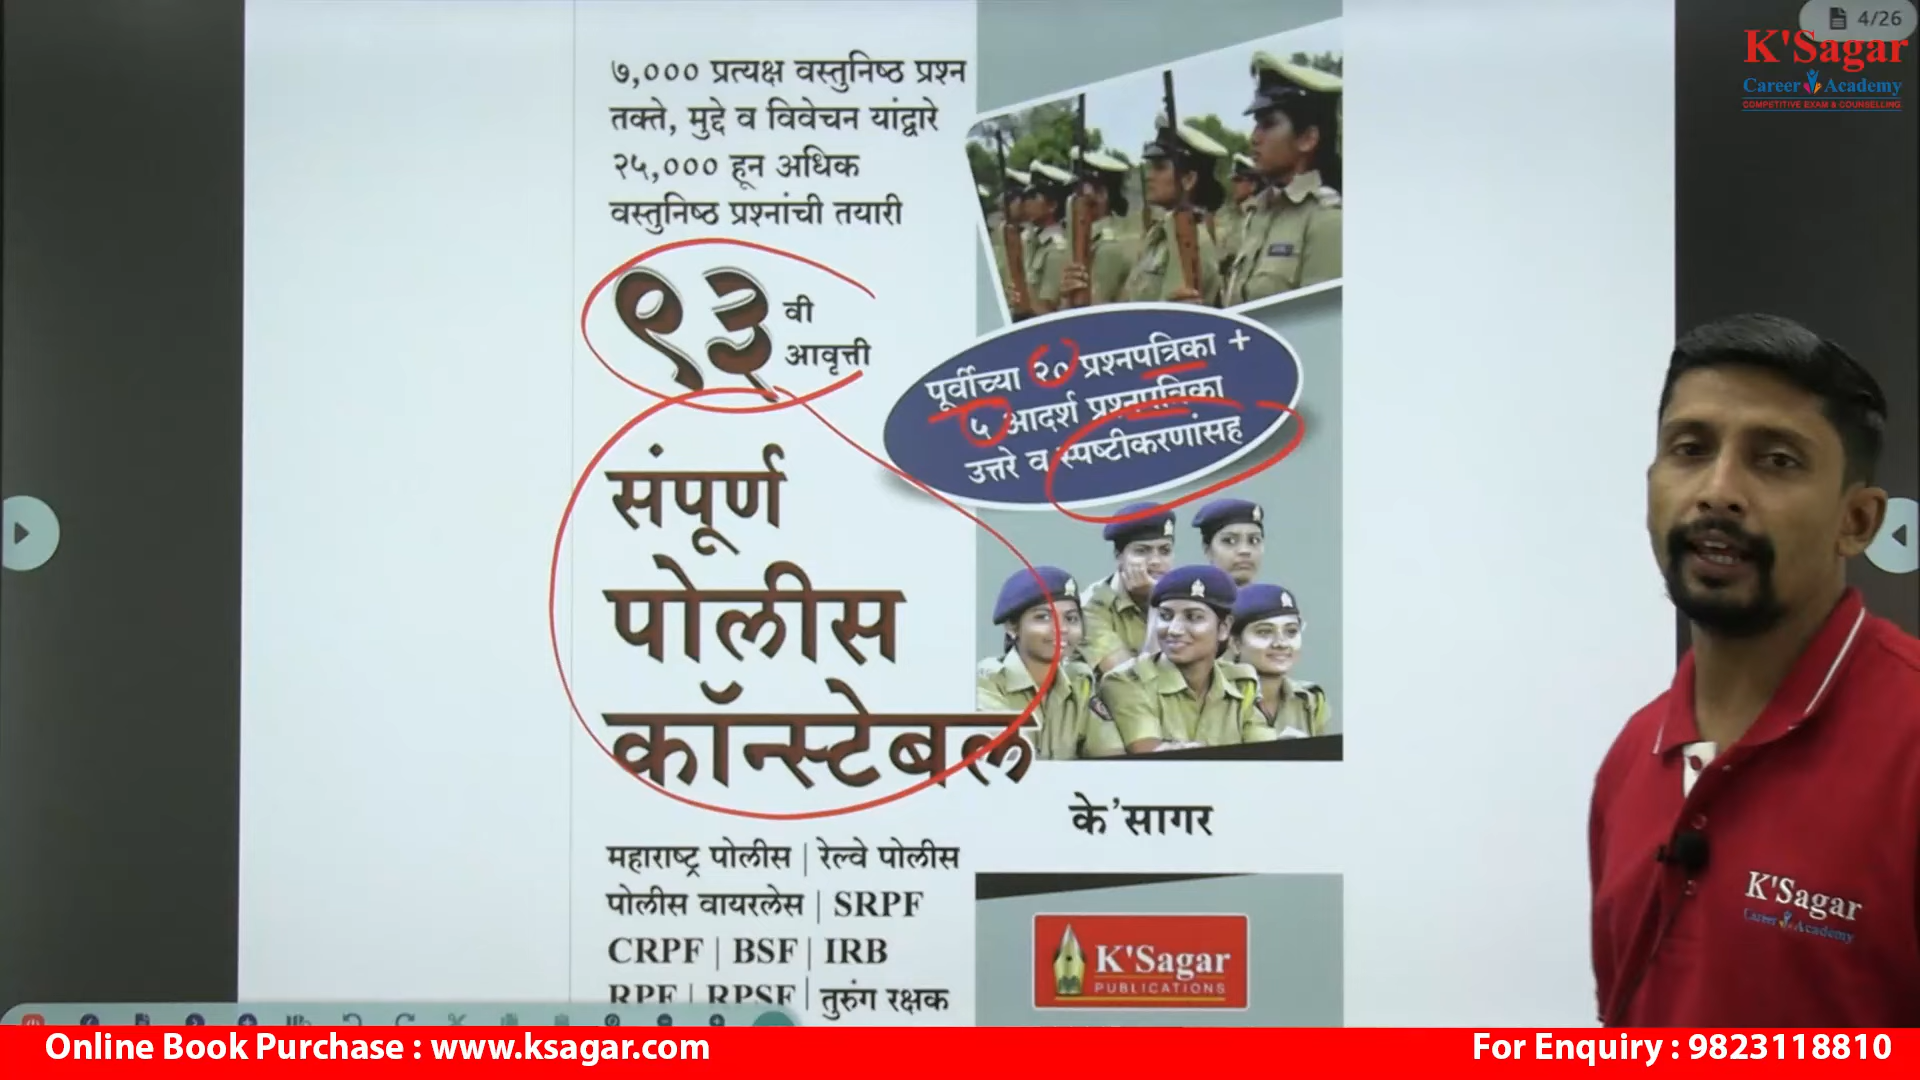 4/26
K'Sagar
Career Academy
COMPETITIVE EXAM & COUNSELLING
७,००० प्रत्यक्ष वस्तुनिष्ठ प्रश्न
तक्ते, मुद्दे व विवेचन यांद्वारे
२५,००० हून अधिक
वस्तुनिष्ठ प्रश्नांची तयारी
९३ वी
आवृत्ती
पूर्वीच्या २० प्रश्नपत्रिका +
५ आदर्श प्रश्नपत्रिका
उत्तरे व स्पष्टीकरणांसह
संपूर्ण
पोलीस
कॉन्स्टेबल
के'सागर
महाराष्ट्र पोलीस | रेल्वे पोलीस
पोलीस वायरलेस | SRPF
CRPF | BSF | IRB
RPF | RPSF | तुरुंग रक्षक
K'Sagar
PUBLICATIONS
K'Sagar
Career Academy
Online Book Purchase : www.ksagar.com
For Enquiry : 9823118810